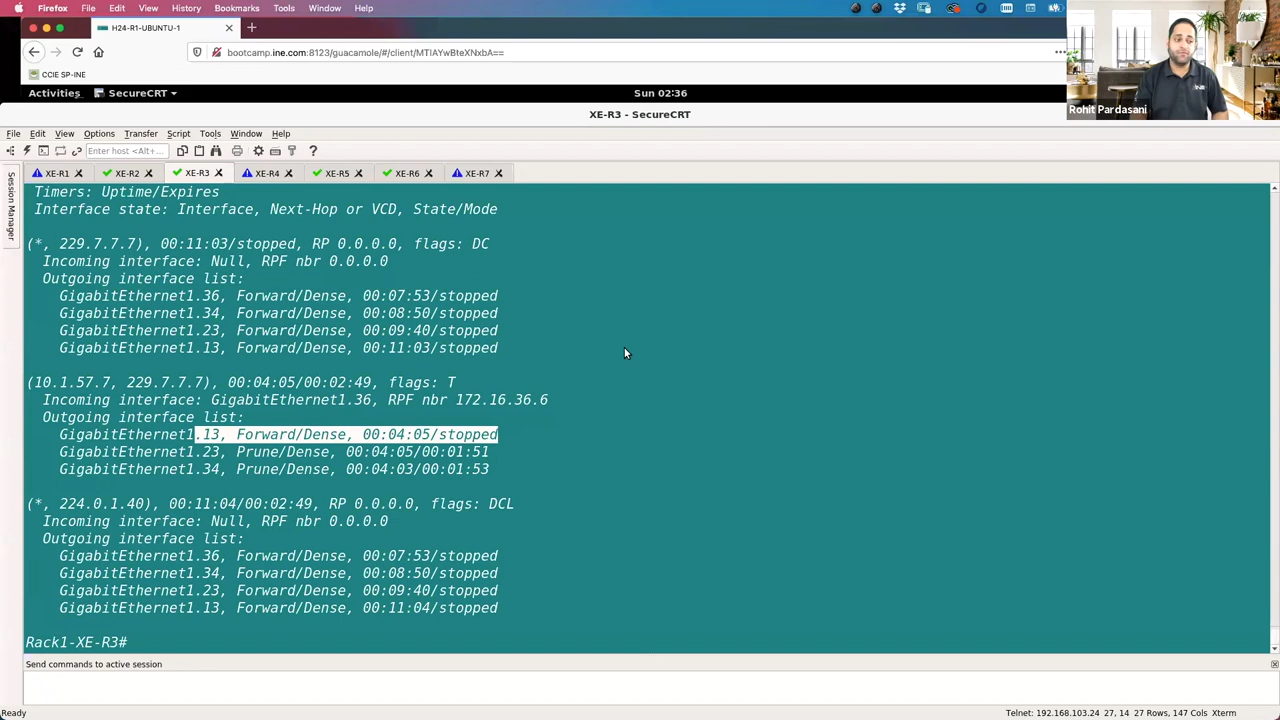 Firefox File Edit View History Bookmarks Tools Window Help
H24-R1-UBUNTU-1
bootcamp.ine.com:8123/guacamole/#/client/MTIAYwBteXNxbA==
CCIE SP-INE
Activities SecureCRT Sun 02:36
Rohit Pardasani
XE-R3 - SecureCRT
File Edit View Options Transfer Script Tools Window Help
Enter host <Alt+...
XE-R1 XE-R2 XE-R3 XE-R4 XE-R5 XE-R6 XE-R7
Session Manager
Timers: Uptime/Expires
Interface state: Interface, Next-Hop or VCD, State/Mode
(*, 229.7.7.7), 00:11:03/stopped, RP 0.0.0.0, flags: DC
Incoming interface: Null, RPF nbr 0.0.0.0
Outgoing interface list:
GigabitEthernet1.36, Forward/Dense, 00:07:53/stopped
GigabitEthernet1.34, Forward/Dense, 00:08:50/stopped
GigabitEthernet1.23, Forward/Dense, 00:09:40/stopped
GigabitEthernet1.13, Forward/Dense, 00:11:03/stopped
(10.1.57.7, 229.7.7.7), 00:04:05/00:02:49, flags: T
Incoming interface: GigabitEthernet1.36, RPF nbr 172.16.36.6
Outgoing interface list:
GigabitEthernet1.13, Forward/Dense, 00:04:05/stopped
GigabitEthernet1.23, Prune/Dense, 00:04:05/00:01:51
GigabitEthernet1.34, Prune/Dense, 00:04:03/00:01:53
(*, 224.0.1.40), 00:11:04/00:02:49, RP 0.0.0.0, flags: DCL
Incoming interface: Null, RPF nbr 0.0.0.0
Outgoing interface list:
GigabitEthernet1.36, Forward/Dense, 00:07:53/stopped
GigabitEthernet1.34, Forward/Dense, 00:08:50/stopped
GigabitEthernet1.23, Forward/Dense, 00:09:40/stopped
GigabitEthernet1.13, Forward/Dense, 00:11:04/stopped
Rack1-XE-R3#
Send commands to active session
Ready Telnet: 192.168.103.24 27, 14 27 Rows, 147 Cols Xterm